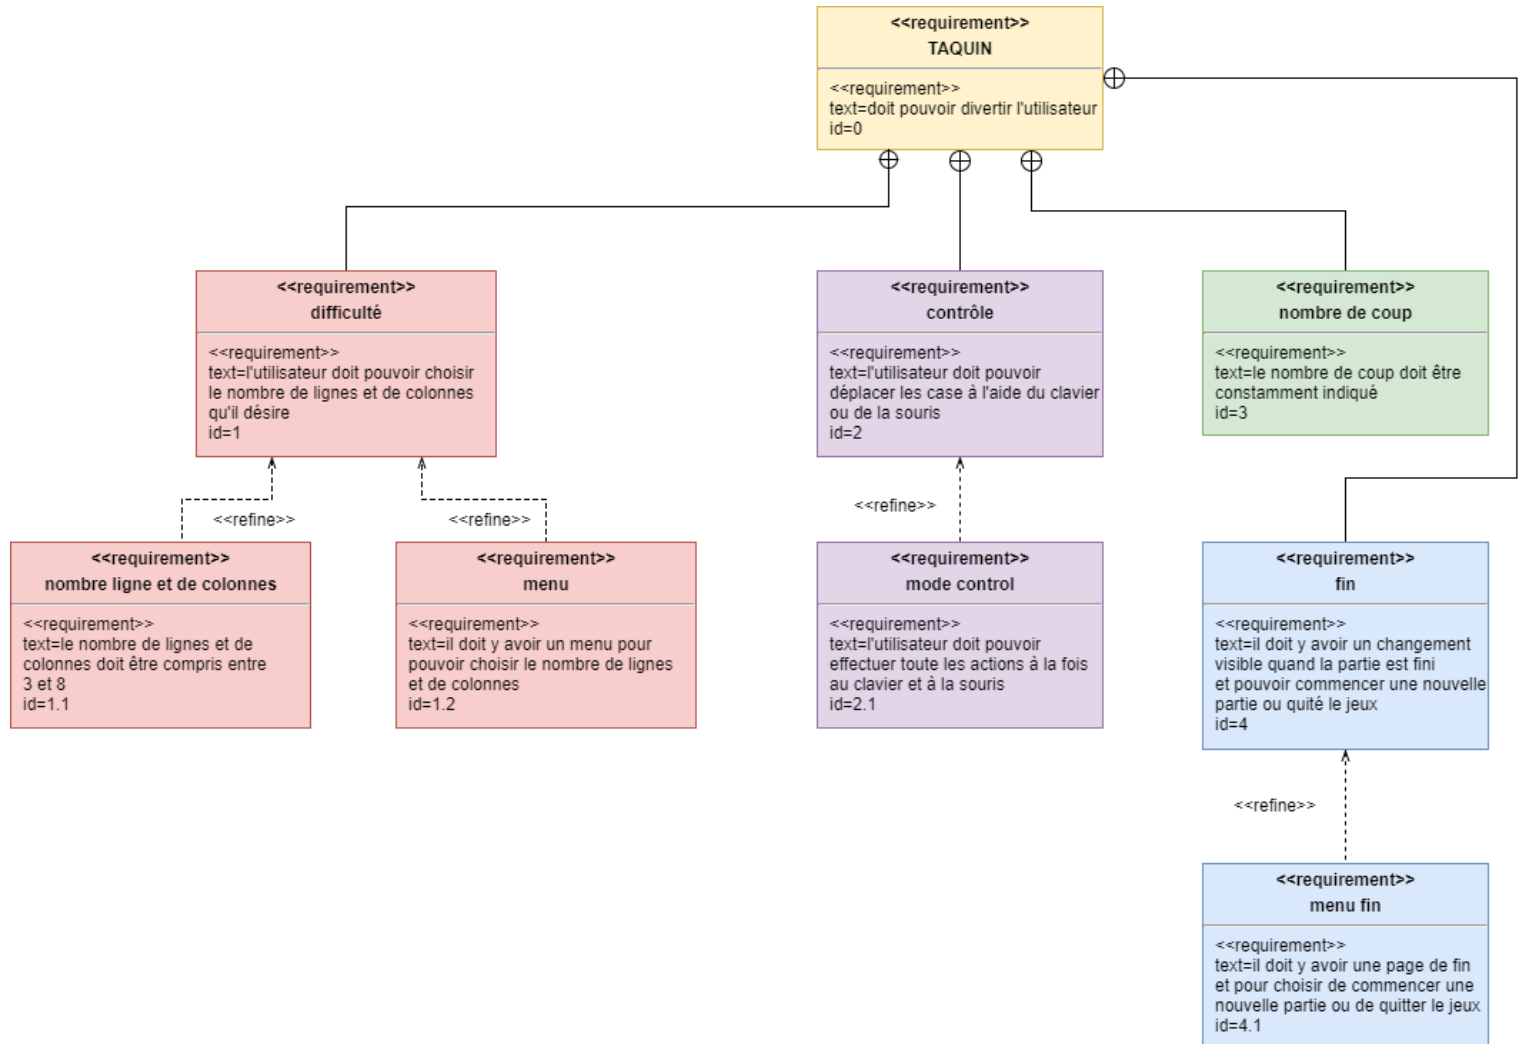 <<requirement>>
TAQUIN
<<requirement>>
text=doit pouvoir divertir l'utilisateur
id=0
<<requirement>>
difficulté
<<requirement>>
text=l'utilisateur doit pouvoir choisir
le nombre de lignes et de colonnes
qu'il désire
id=1
<<requirement>>
contrôle
<<requirement>>
text=l'utilisateur doit pouvoir
déplacer les case à l'aide du clavier
ou de la souris
id=2
<<requirement>>
nombre de coup
<<requirement>>
text=le nombre de coup doit être
constamment indiqué
id=3
<<refine>>
<<refine>>
<<refine>>
<<requirement>>
nombre ligne et de colonnes
<<requirement>>
text=le nombre de lignes et de
colonnes doit être compris entre
3 et 8
id=1.1
<<requirement>>
menu
<<requirement>>
text=il doit y avoir un menu pour
pouvoir choisir le nombre de lignes
et de colonnes
id=1.2
<<requirement>>
mode control
<<requirement>>
text=l'utilisateur doit pouvoir
effectuer toute les actions à la fois
au clavier et à la souris
id=2.1
<<requirement>>
fin
<<requirement>>
text=il doit y avoir un changement
visible quand la partie est fini
et pouvoir commencer une nouvelle
partie ou quité le jeux
id=4
<<refine>>
<<requirement>>
menu fin
<<requirement>>
text=il doit y avoir une page de fin
et pour choisir de commencer une
nouvelle partie ou de quitter le jeux
id=4.1